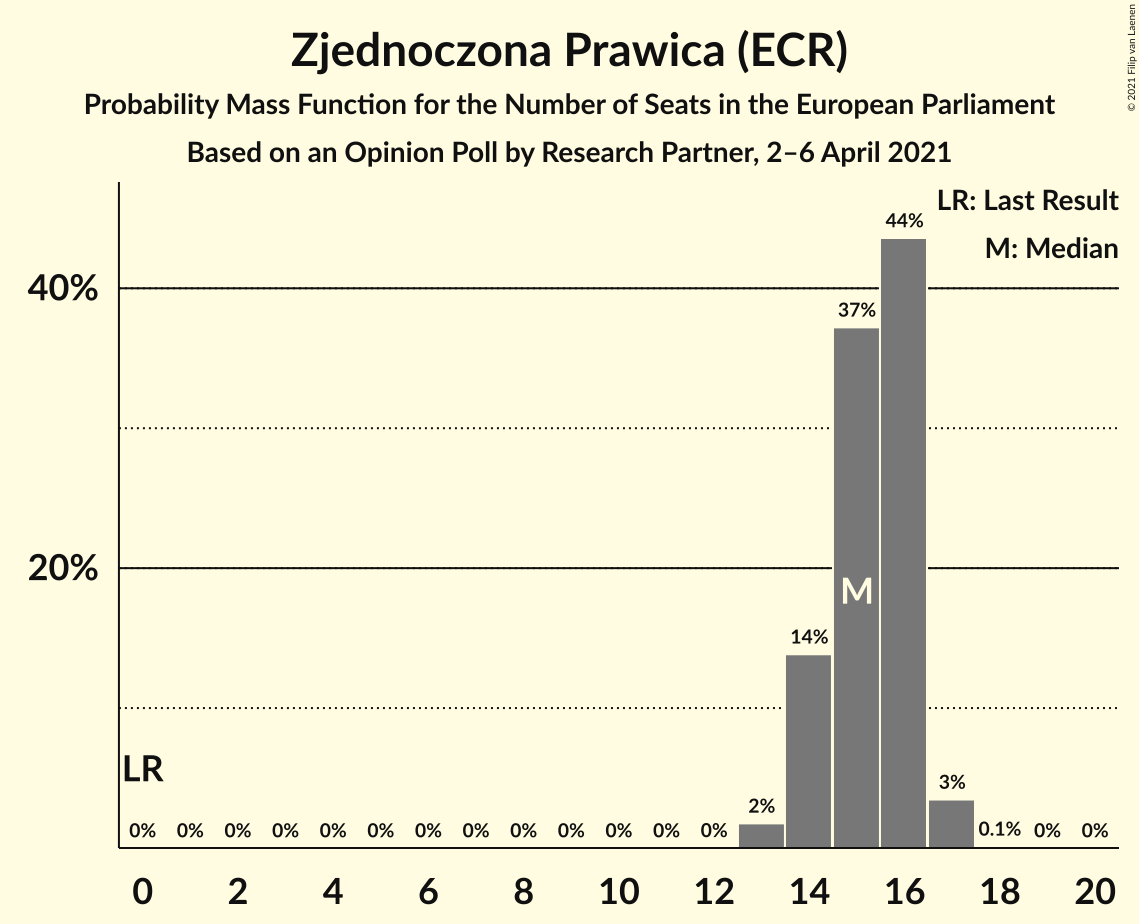 Zjednoczona Prawica (ECR)
Probability Mass Function for the Number of Seats in the European Parliament
Based on an Opinion Poll by Research Partner, 2–6 April 2021
© 2021 Filip van Laenen
LR: Last Result
M: Median
44%
40%
37%
20%
M
14%
LR
3%
2%
0% 0% 0% 0% 0% 0% 0% 0% 0% 0% 0% 0% 0% 0.1% 0% 0%
0 2 4 6 8 10 12 14 16 18 20